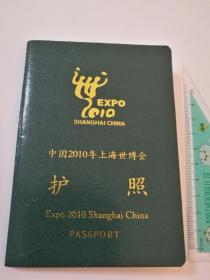 EXPO
2010
SHANGHAI CHINA
中国2010年上海世博会
护 照
Expo 2010 Shanghai China
PASSPORT